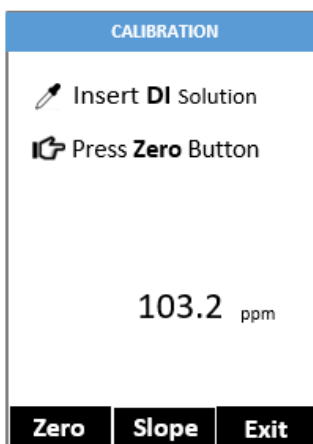 CALIBRATION
Insert DI Solution
Press Zero Button
103.2 ppm
Zero Slope Exit